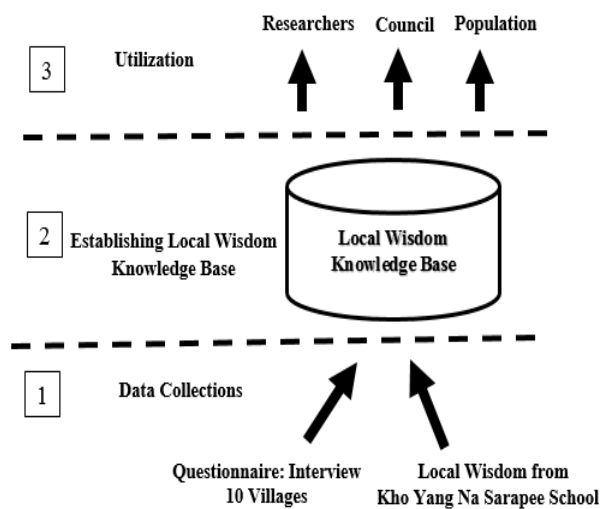 Researchers Council Population
3 Utilization
2 Establishing Local Wisdom
Knowledge Base
Local Wisdom
Knowledge Base
1 Data Collections
Questionnaire: Interview
10 Villages
Local Wisdom from
Kho Yang Na Sarapee School